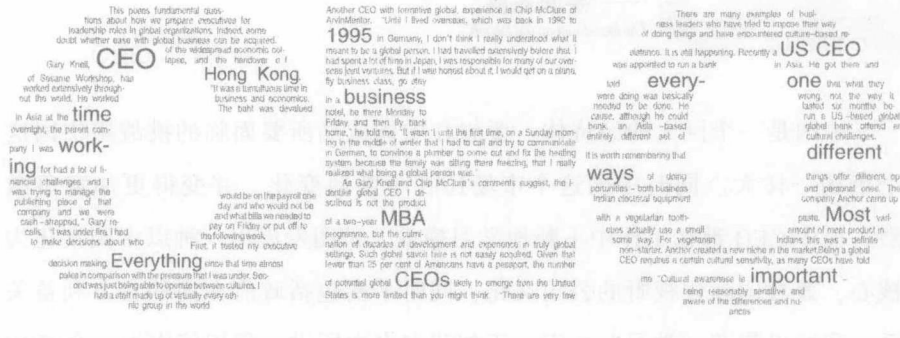 This poses fundamental ques-
tions about how we prepare executives for
leadership roles in global organizations. Indeed, some
doubt whether ease with global business can be acquired.
Gary Knell, CEO
of Sesame Workshop, has
worked extensively through-
out the world. He worked
in Asia at the time
of the widespread economic col-
lapse, and the handover of
Hong Kong.
"It was a tumultuous time in
business and economics.
The baht was devalued
overnight, the parent com-
party I was work-
ing for had a lot of fi-
nancial challenges and I
was trying to manage the
publishing place of that
company and we were
cash-strapped," Gary re-
calls. "I was under fire. I had
to make decisions about who
would be on the payroll one
day and who would not be
and what bills we needed to
pay on Friday or put off to
the following week.
First, it tested my executive
decision making. Everything since that time almost
pales in comparison with the pressure that I was under. Sec-
ond was just being able to operate between cultures. I
had a staff made up of virtually every eth-
nic group in the world
Another CEO with formative global experience is Chip McClure of
ArvinMeritor. "Until I lived overseas, which was back in 1992 to
1995 in Germany, I don't think I really understood what it
meant to be a global person. I had travelled extensively before that. I
had spent a lot of time in Japan, I was responsible for many of our over-
seas joint ventures. But if I was honest about it, I would get on a plane,
fly business class, go stay
in a business
hotel, be there Monday to
Friday and then fly back
home," he told me. "It wasn't until the first time, on a Sunday morn-
ing in the middle of winter that I had to call and try to communicate
in German, to convince a plumber to come out and fix the heating
system because the family was sitting there freezing, that I really
realized what being a global person was."
As Gary Knell and Chip McClure's comments suggest, the
decisive global CEO I de-
scribed is not the product
of a two-year MBA
programme, but the culmi-
nation of decades of development and experience in truly global
settings. Such global savoir faire is not easily acquired. Given that
fewer than 25 per cent of Americans have a passport, the number
of potential global CEOs likely to emerge from the United
States is more limited than you might think. "There are very few
There are many examples of busi-
ness leaders who have tried to impose their way
of doing things and have encountered culture-based re-
sistance. It is still happening. Recently a US CEO
was appointed to run a bank in Asia. He got there and
told every-
one that what they
were doing was basically
wrong, not the way it
needed to be done. He
lasted six months be-
cause, although he could
run a US-based global
bank, an Asia-based
global bank offered an
entirely different set of
cultural challenges.
it is worth remembering that
different
ways of doing
things offer different op-
portunities - both business
and personal ones. The
Indian electrical equipment
company Anchor came up
with a vegetarian tooth-
paste. Most vari-
eties actually use a small
amount of meat product in
some way. For vegetarian
Indians this was a definite
non-starter. Anchor created a new niche in the market.Being a global
CEO requires a certain cultural sensitivity, as many CEOs have told
me. "Cultural awareness is important -
being reasonably sensitive and
aware of the differences and nu-
ances